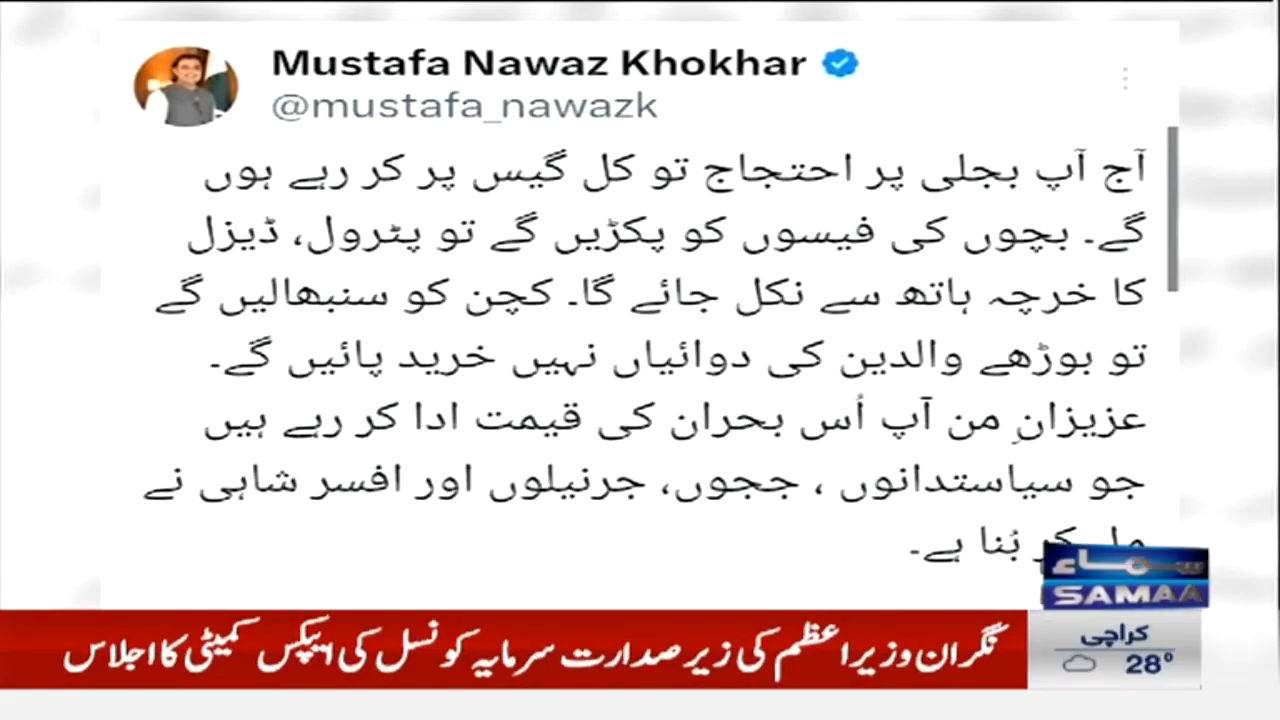 Mustafa Nawaz Khokhar
@mustafa_nawazk
آج آپ بجلی پر احتجاج تو کل گیس پر کر رہے ہوں
گے۔ بچوں کی فیسوں کو پکڑیں گے تو پٹرول، ڈیزل
کا خرچہ ہاتھ سے نکل جائے گا۔ کچن کو سنبھالیں گے
تو بوڑھے والدین کی دوائیاں نہیں خرید پائیں گے۔
عزیزانِ من آپ اُس بحران کی قیمت ادا کر رہے ہیں
جو سیاستدانوں ، ججوں، جرنیلوں اور افسر شاہی نے
مل کر بُنا ہے۔
سماء
SAMAA
نگران وزیراعظم کی زیر صدارت سرمایہ کونسل کی ایپکس کمیٹی کا اجلاس
کراچی
28°